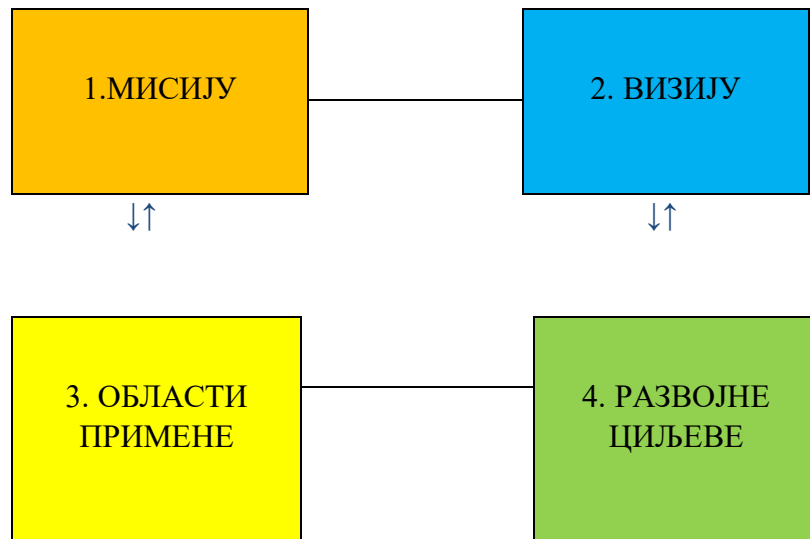 1.МИСИЈУ
2. ВИЗИЈУ
↓↑
↓↑
3. ОБЛАСТИ
ПРИМЕНЕ
4. РАЗВОЈНЕ
ЦИЉЕВЕ